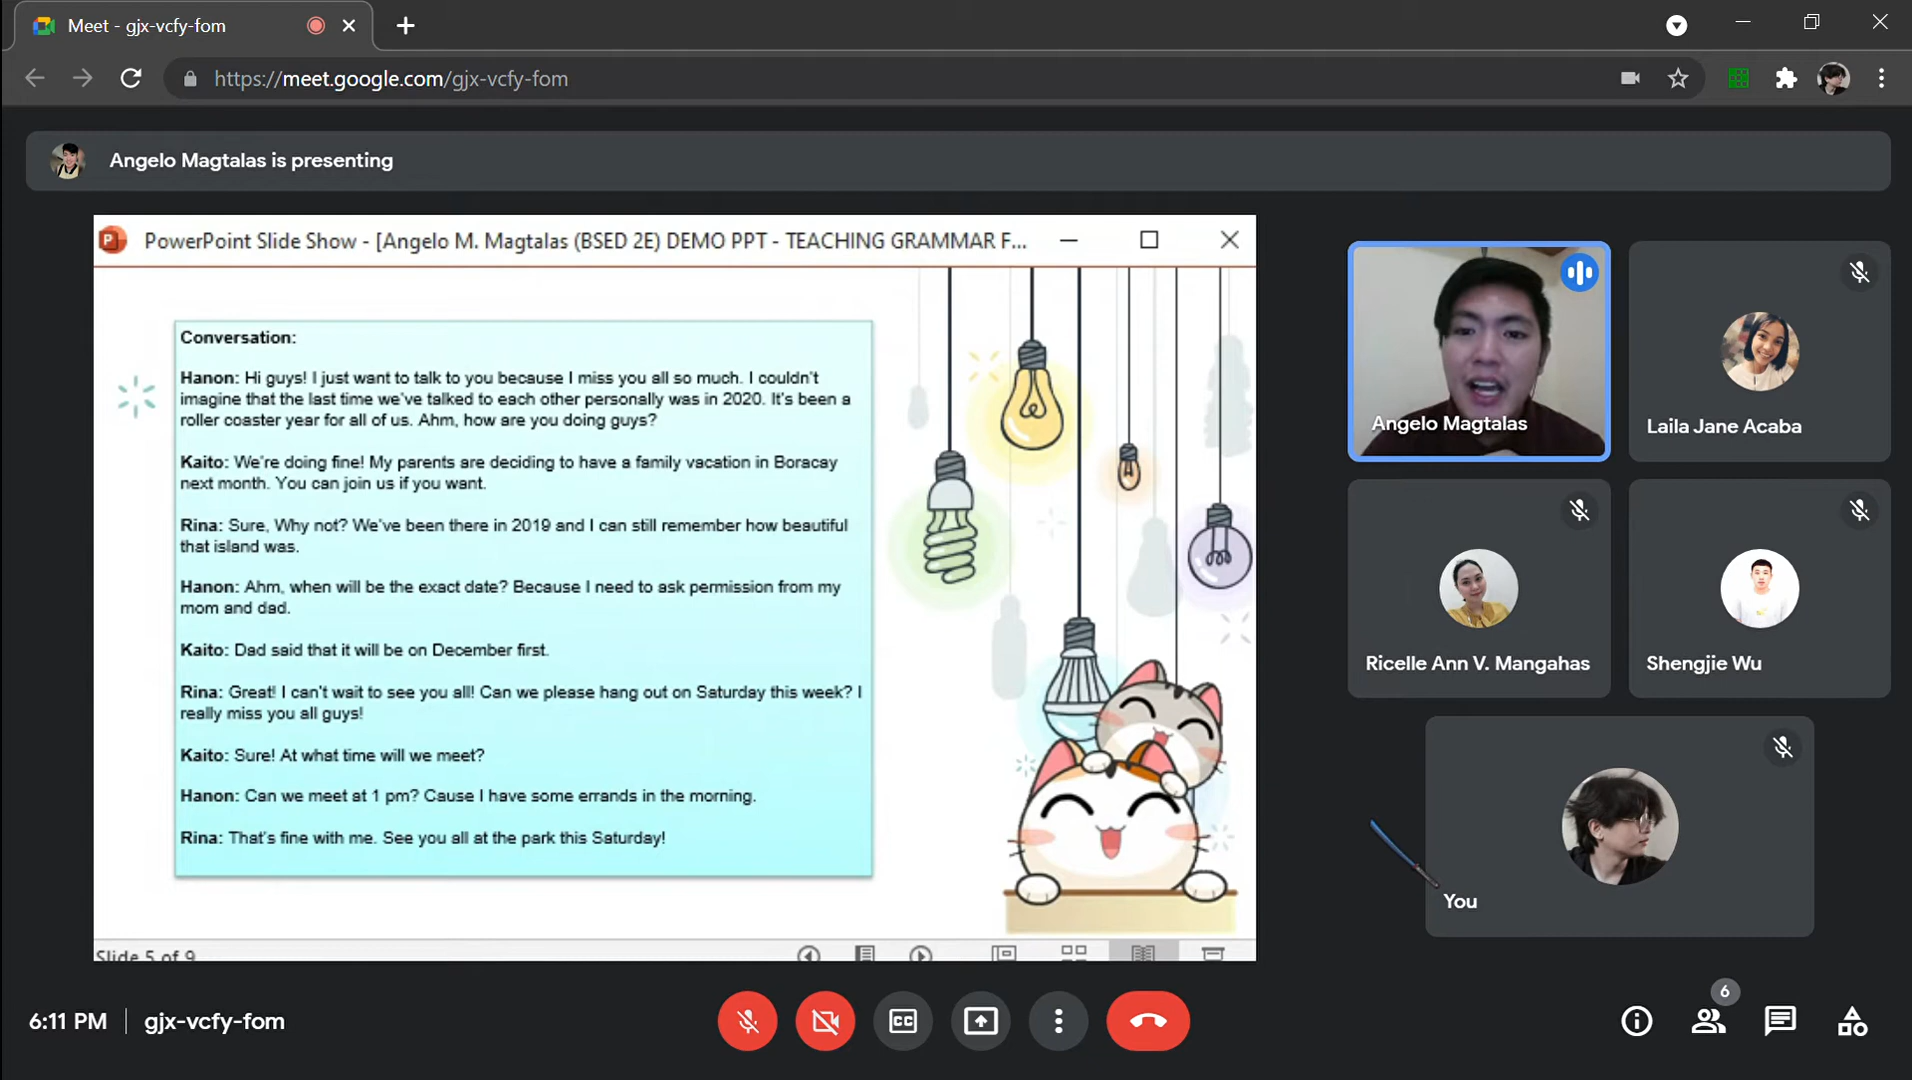 Meet - gjx-vcfy-fom
https://meet.google.com/gjx-vcfy-fom
Angelo Magtalas is presenting
PowerPoint Slide Show - [Angelo M. Magtalas (BSED 2E) DEMO PPT - TEACHING GRAMMAR F...
Conversation:
Hanon: Hi guys! I just want to talk to you because I miss you all so much. I couldn't
imagine that the last time we've talked to each other personally was in 2020. It's been a
roller coaster year for all of us. Ahm, how are you doing guys?
Kaito: We're doing fine! My parents are deciding to have a family vacation in Boracay
next month. You can join us if you want.
Rina: Sure, Why not? We've been there in 2019 and I can still remember how beautiful
that island was.
Hanon: Ahm, when will be the exact date? Because I need to ask permission from my
mom and dad.
Kaito: Dad said that it will be on December first.
Rina: Great! I can't wait to see you all! Can we please hang out on Saturday this week? I
really miss you all guys!
Kaito: Sure! At what time will we meet?
Hanon: Can we meet at 1 pm? Cause I have some errands in the morning.
Rina: That's fine with me. See you all at the park this Saturday!
Slide 5 of 9
Angelo Magtalas
Laila Jane Acaba
Ricelle Ann V. Mangahas
Shengjie Wu
You
6:11 PM
gjx-vcfy-fom
CC
6